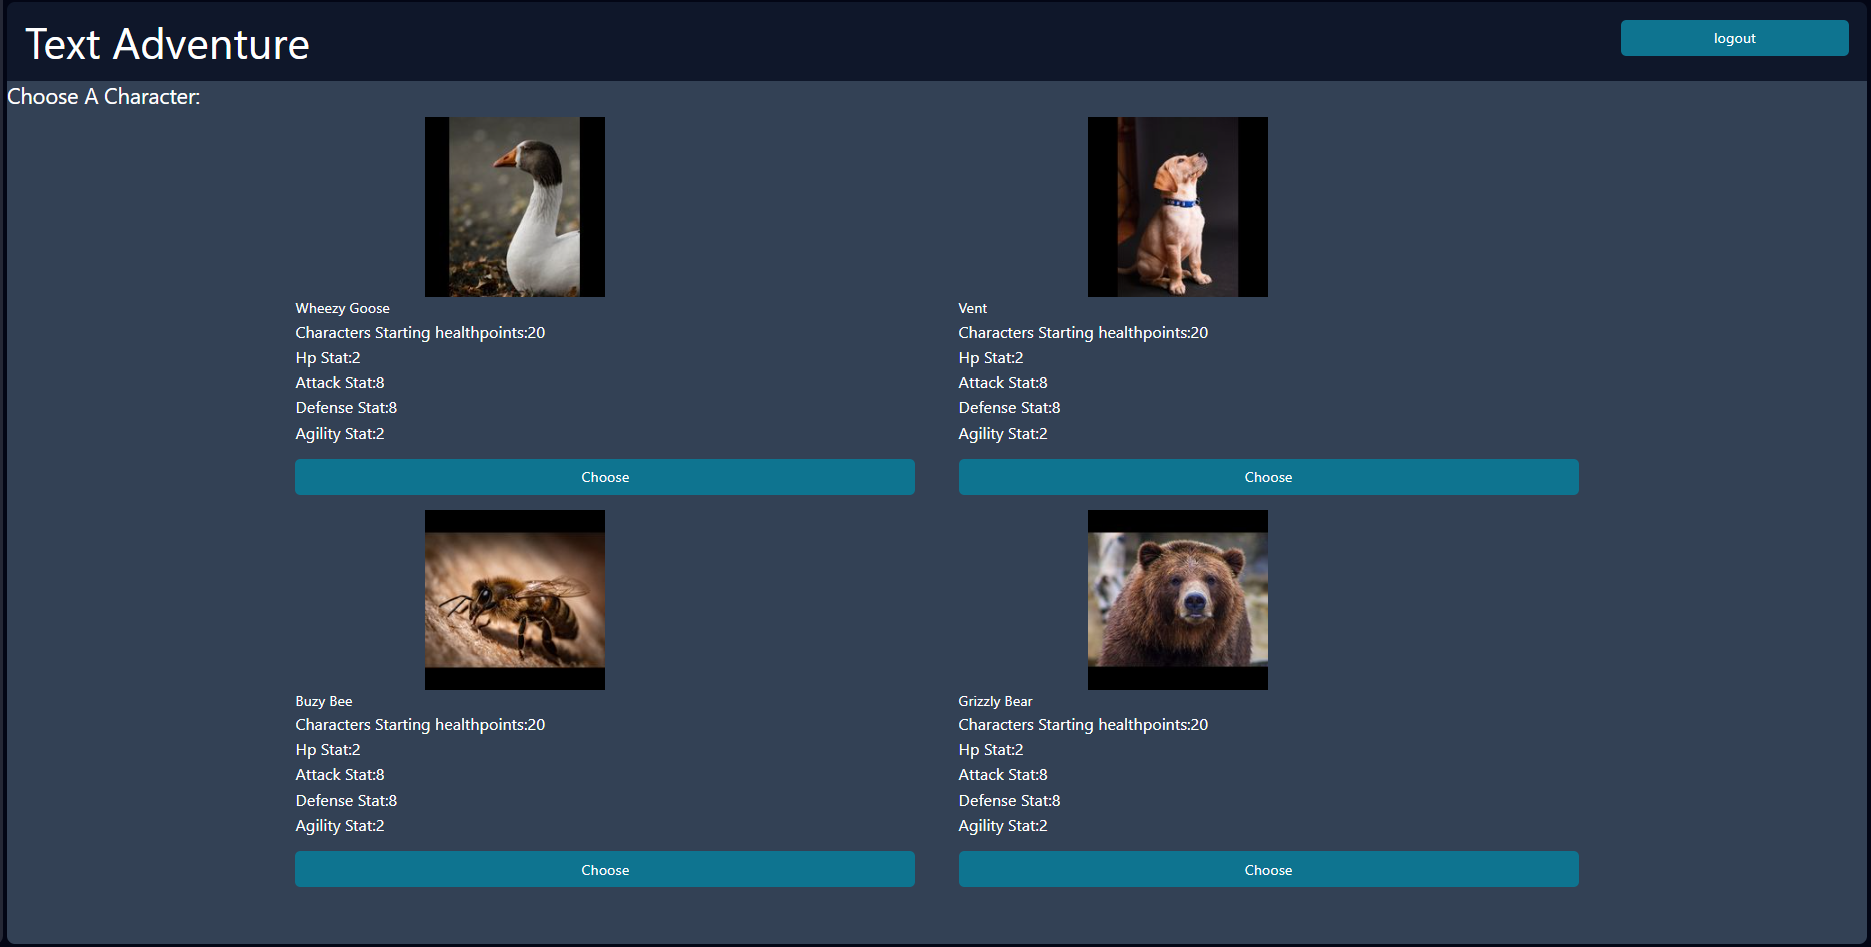 Text Adventure
logout
Choose A Character:
Wheezy Goose
Characters Starting healthpoints:20
Hp Stat:2
Attack Stat:8
Defense Stat:8
Agility Stat:2
Choose
Vent
Characters Starting healthpoints:20
Hp Stat:2
Attack Stat:8
Defense Stat:8
Agility Stat:2
Choose
Buzy Bee
Characters Starting healthpoints:20
Hp Stat:2
Attack Stat:8
Defense Stat:8
Agility Stat:2
Choose
Grizzly Bear
Characters Starting healthpoints:20
Hp Stat:2
Attack Stat:8
Defense Stat:8
Agility Stat:2
Choose